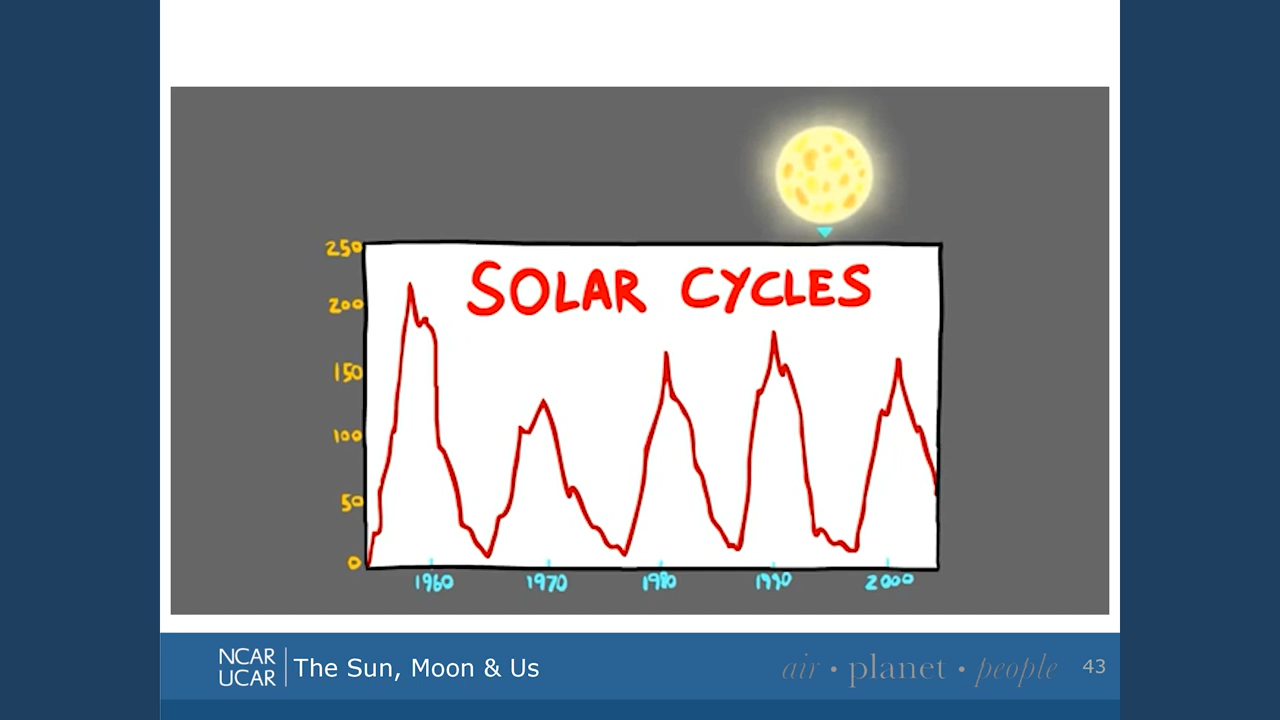 SOLAR CYCLES
250
200
150
100
50
0
1960 1970 1980 1990 2000
NCAR
UCAR
The Sun, Moon & Us
air • planet • people 43